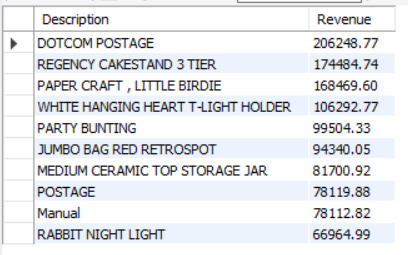 Description Revenue
DOTCOM POSTAGE 206248.77
REGENCY CAKESTAND 3 TIER 174484.74
PAPER CRAFT , LITTLE BIRDIE 168469.60
WHITE HANGING HEART T-LIGHT HOLDER 106292.77
PARTY BUNTING 99504.33
JUMBO BAG RED RETROSPOT 94340.05
MEDIUM CERAMIC TOP STORAGE JAR 81700.92
POSTAGE 78119.88
Manual 78112.82
RABBIT NIGHT LIGHT 66964.99